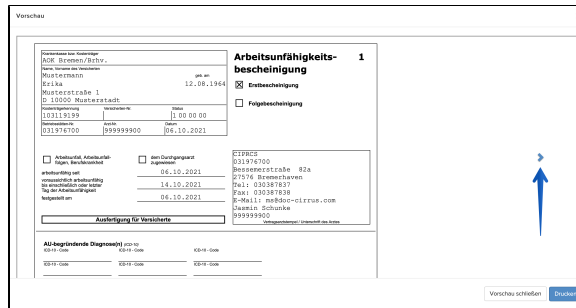 Vorschau
Krankenkasse bzw. Kostenträger
AOK Bremen/Brhv.
Name, Vorname des Versicherten
Mustermann
geb. am
Erika 12.08.1964
Musterstraße 1
D 10000 Musterstadt
Kostenträgerkennung Versicherten-Nr. Status
103119199 1 00 00 00
Betriebsstätten-Nr. Arzt-Nr. Datum
031976700 999999900 06.10.2021
Arbeitsunfähigkeits-
bescheinigung
1
Erstbescheinigung
Folgebescheinigung
Arbeitsunfall, Arbeitsunfall-
folgen, Berufskrankheit
dem Durchgangsarzt
zugewiesen
arbeitsunfähig seit 06.10.2021
voraussichtlich arbeitsunfähig
bis einschließlich oder letzter
Tag der Arbeitsunfähigkeit
14.10.2021
festgestellt am 06.10.2021
Ausfertigung für Versicherte
CIPRCS
031976700
Bessemerstraße 82a
27576 Bremerhaven
Tel: 030387837
Fax: 030387838
E-Mail: ms@doc-cirrus.com
Jasmin Schunke
999999900
Vertragsarztstempel / Unterschrift des Arztes
AU-begründende Diagnose(n) (ICD-10)
ICD-10 - Code ICD-10 - Code ICD-10 - Code
ICD-10 - Code ICD-10 - Code ICD-10 - Code
Vorschau schließen
Drucken